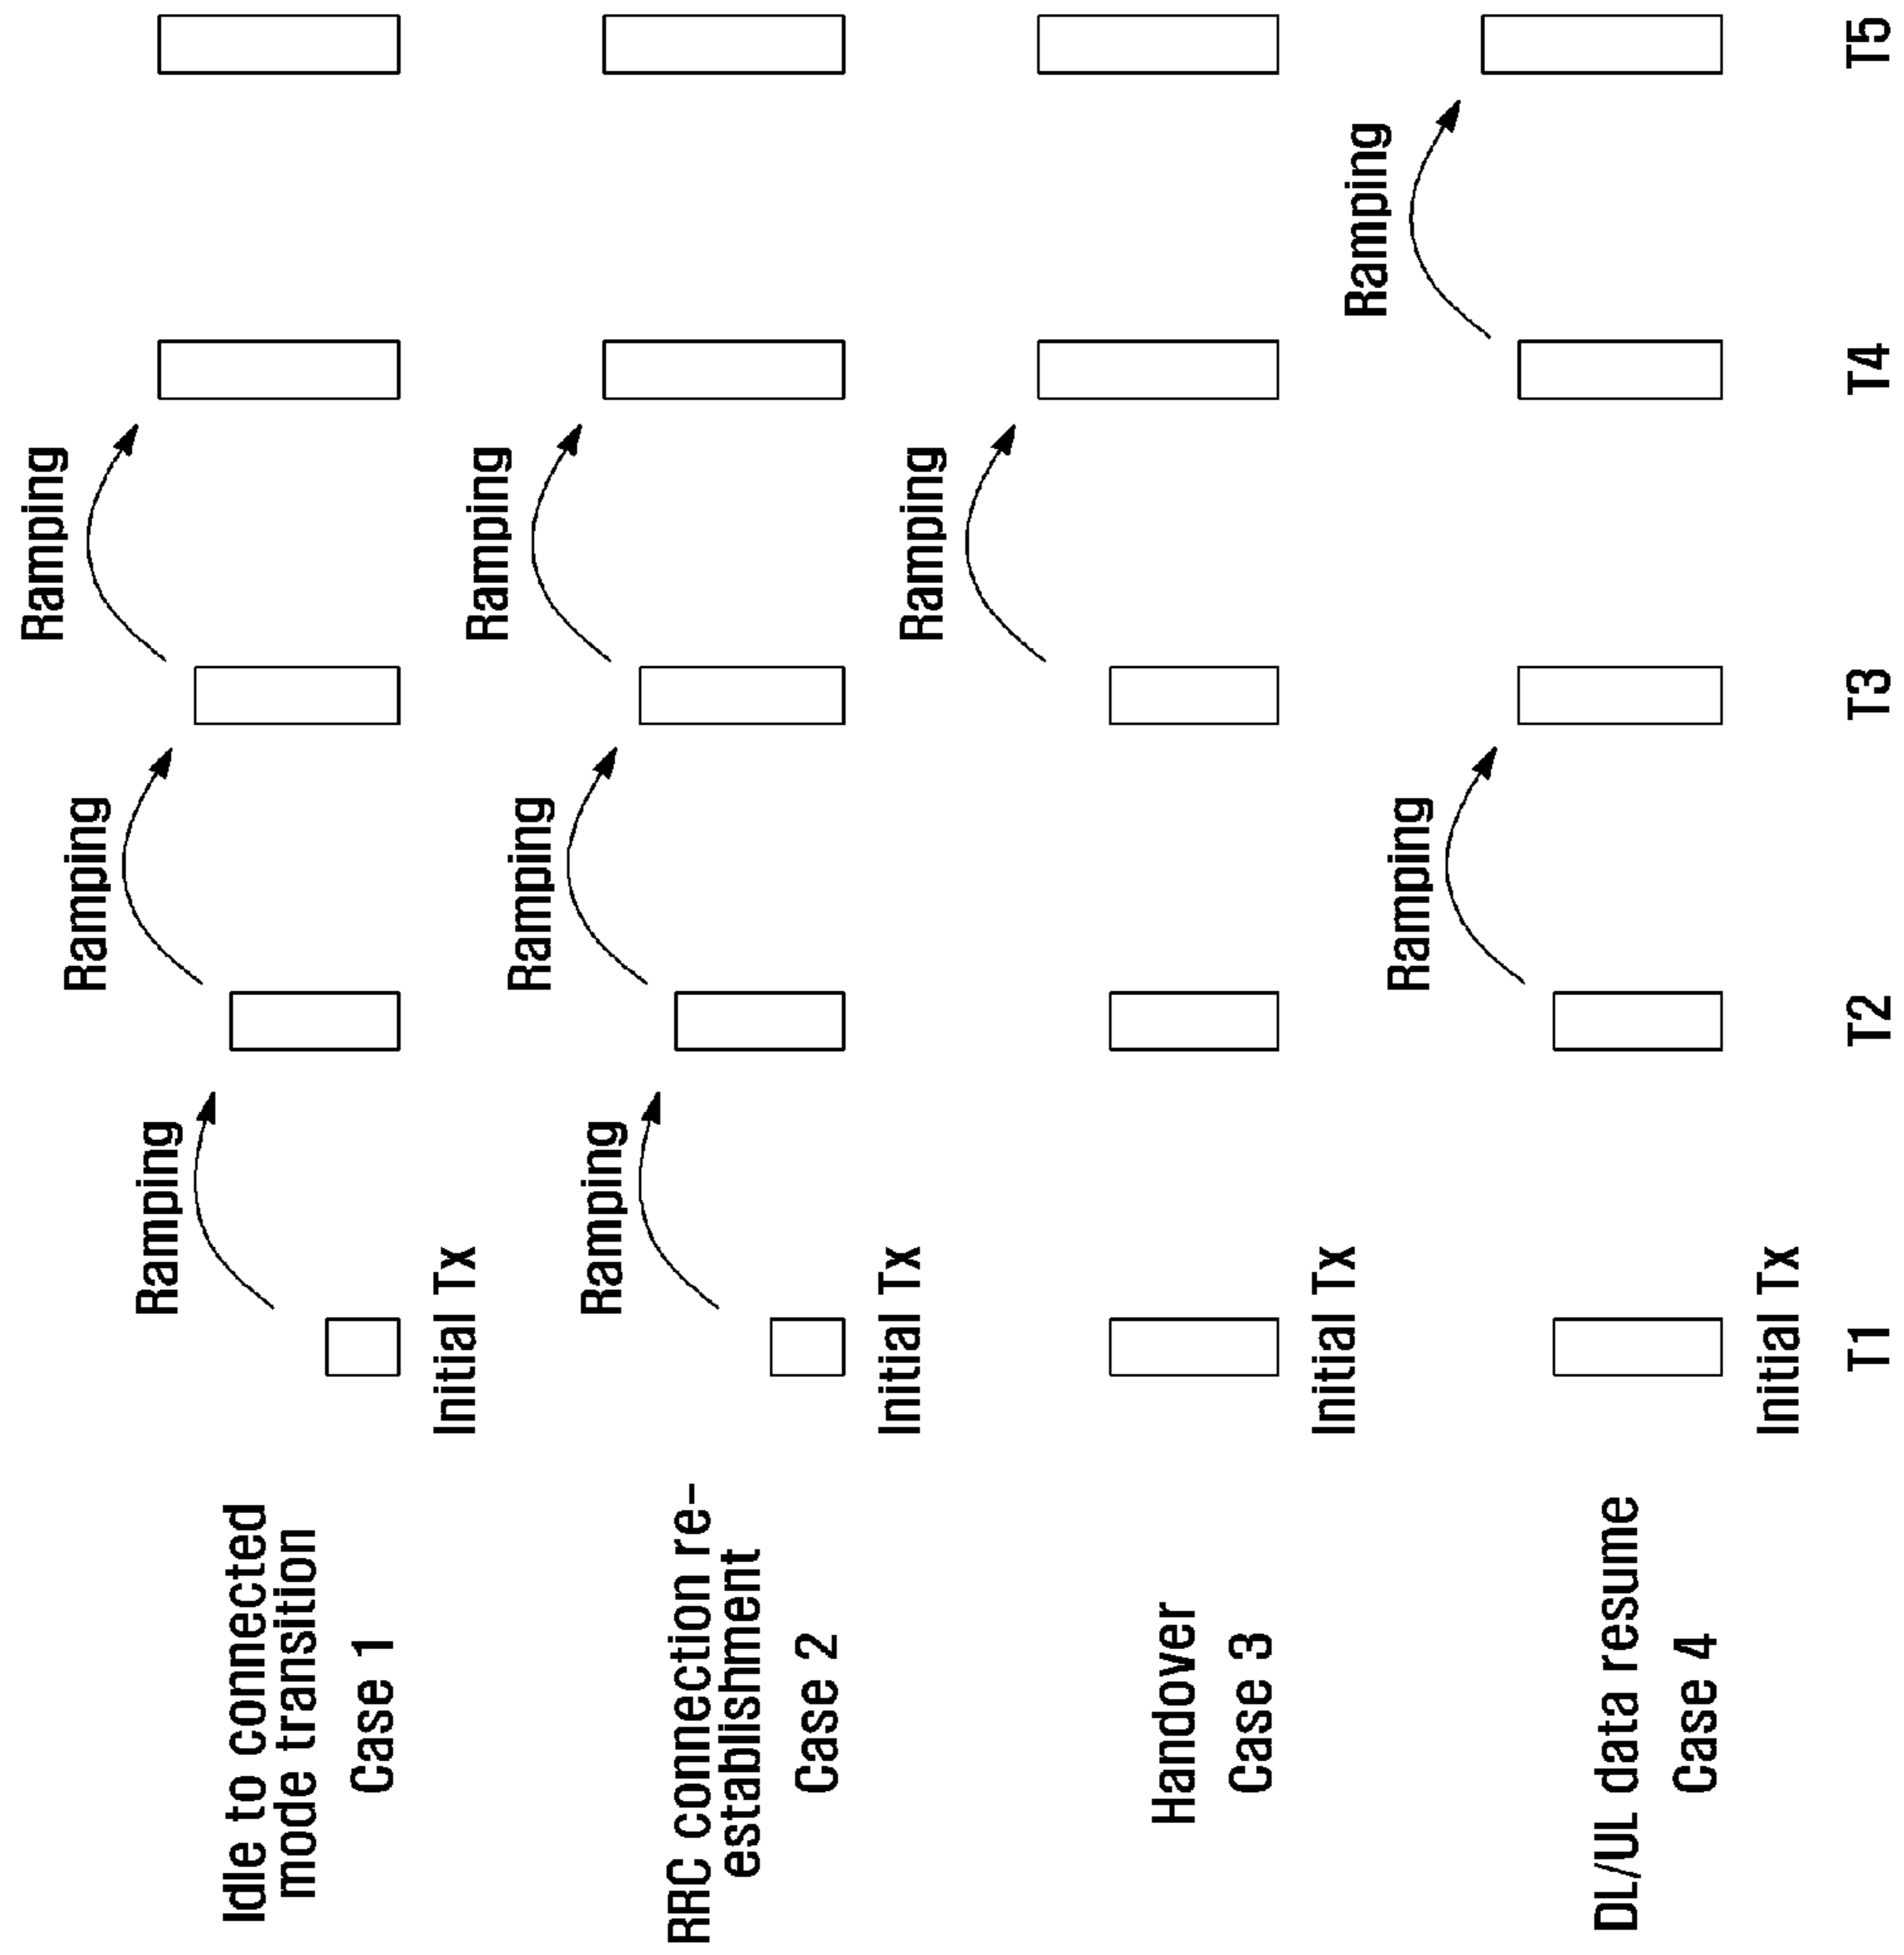 Idle to connected
mode transition
Case 1
Initial Tx
Ramping
Ramping
Ramping
RRC connection re-
establishment
Case 2
Initial Tx
Ramping
Ramping
Ramping
Handover
Case 3
Initial Tx
Ramping
DL/UL data resume
Case 4
Initial Tx
Ramping
Ramping
T1
T2
T3
T4
T5